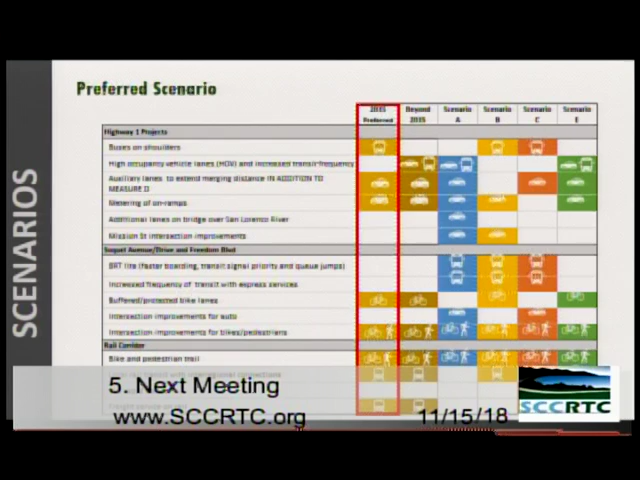 SCENARIOS
Preferred Scenario
2035 Preferred
Beyond 2035
Scenario A
Scenario B
Scenario C
Scenario E
Highway 1 Projects
Buses on shoulders
High occupancy vehicle lanes (HOV) and increased transit frequency
Auxiliary lanes to extend merging distance IN ADDITION TO
MEASURE D
Metering of on-ramps
Additional lanes on bridge over San Lorenzo River
Mission St intersection improvements
Soquel Avenue/Drive and Freedom Blvd
BRT lite (faster boarding, transit signal priority and queue jumps)
Increased frequency of transit with express services
Buffered/protected bike lanes
Intersection improvements for auto
Intersection improvements for bikes/pedestrians
Rail Corridor
Bike and pedestrian trail
5. Next Meeting
www.SCCRTC.org
11/15/18
SCCRTC